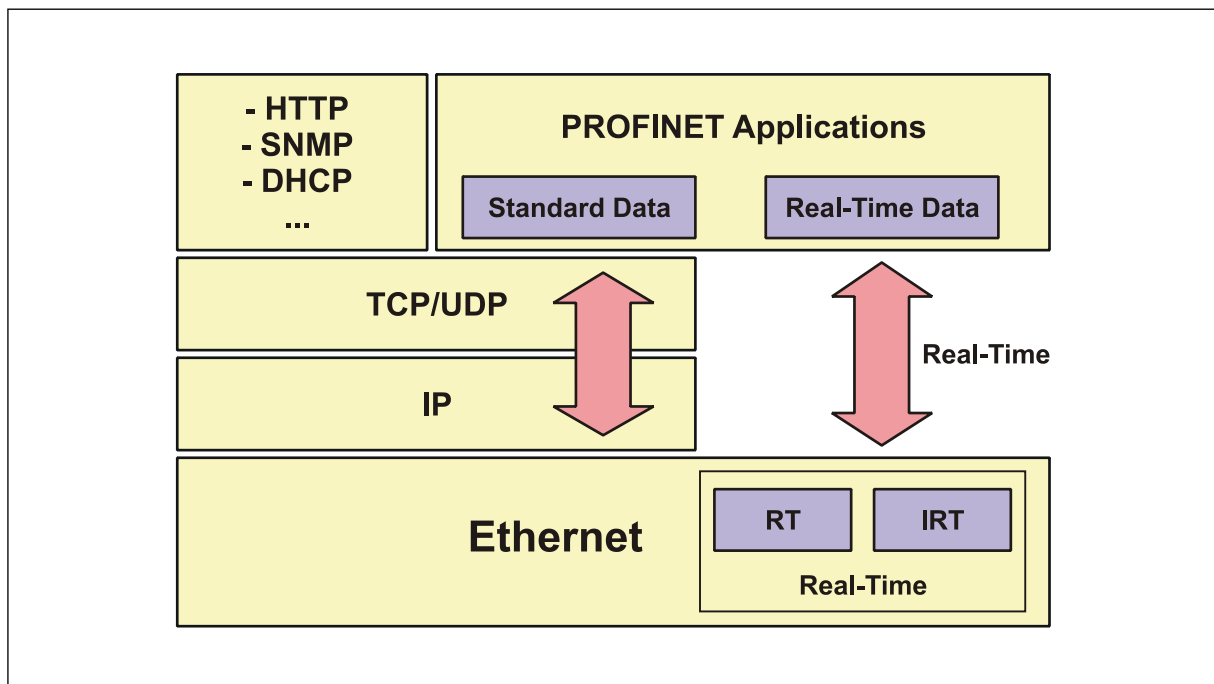 - HTTP
- SNMP
- DHCP
...
PROFINET Applications
Standard Data
Real-Time Data
TCP/UDP
Real-Time
IP
Ethernet
RT
IRT
Real-Time